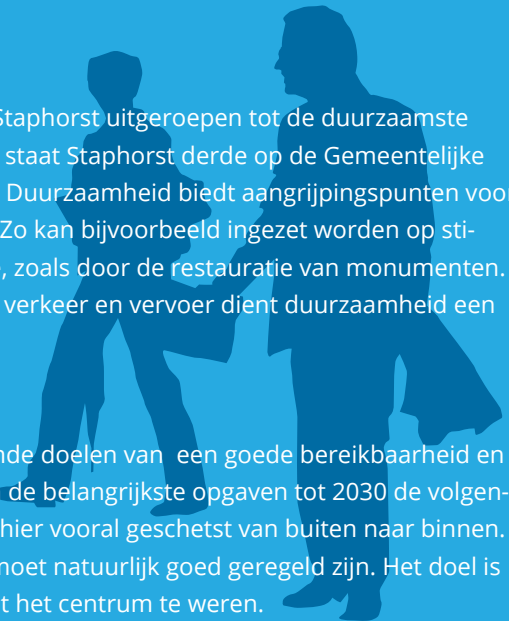 Staphorst uitgeroepen tot de duurzaamste
staat Staphorst derde op de Gemeentelijke
Duurzaamheid biedt aangrijpingspunten voor
Zo kan bijvoorbeeld ingezet worden op sti-
, zoals door de restauratie van monumenten.
verkeer en vervoer dient duurzaamheid een
nde doelen van een goede bereikbaarheid en
de belangrijkste opgaven tot 2030 de volgen-
hier vooral geschetst van buiten naar binnen.
moet natuurlijk goed geregeld zijn. Het doel is
t het centrum te weren.